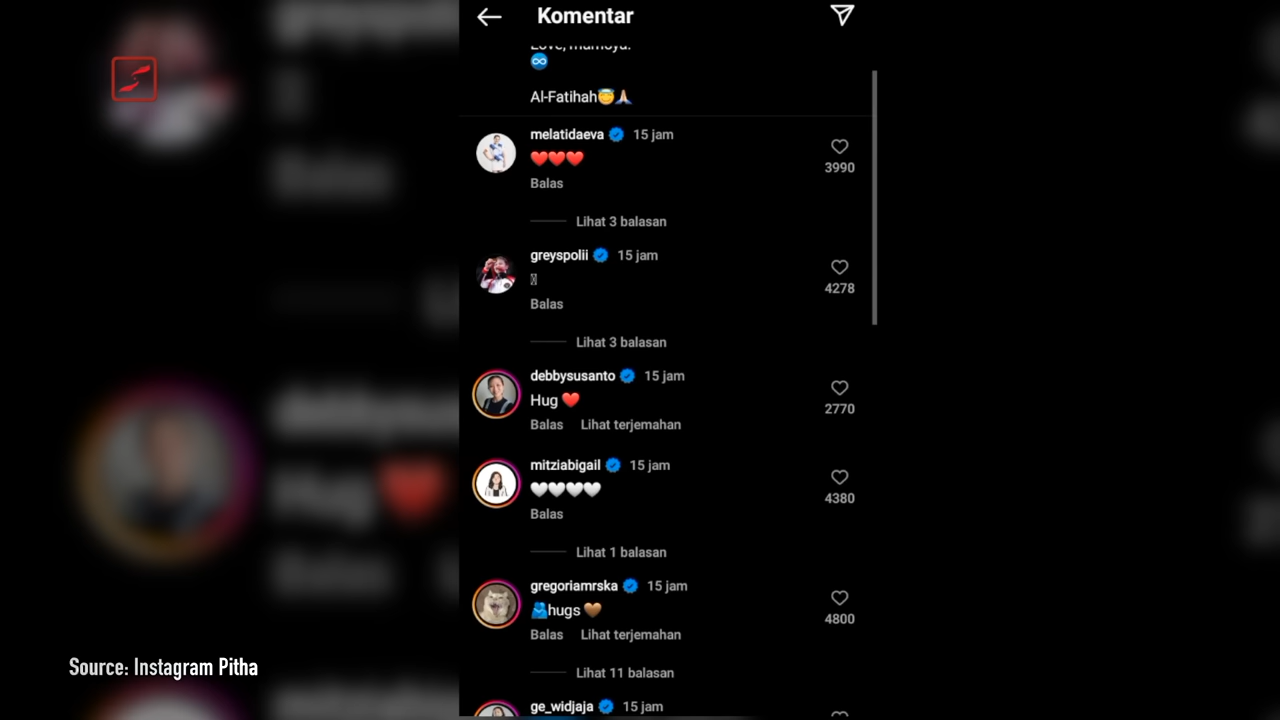 Komentar
Love, mamoya.
♾️
Al-Fatihah😇🙏🏻
melatidaeva 15 jam
❤️❤️❤️
3990
Balas
Lihat 3 balasan
greyspolii 15 jam
4278
Balas
Lihat 3 balasan
debbysusanto 15 jam
Hug ❤️
2770
Balas Lihat terjemahan
mitziabigail 15 jam
🤍🤍🤍🤍
4380
Balas
Lihat 1 balasan
gregoriamrska 15 jam
🫂hugs 🤎
4800
Balas Lihat terjemahan
Lihat 11 balasan
ge_widjaja 15 jam
Source: Instagram Pitha